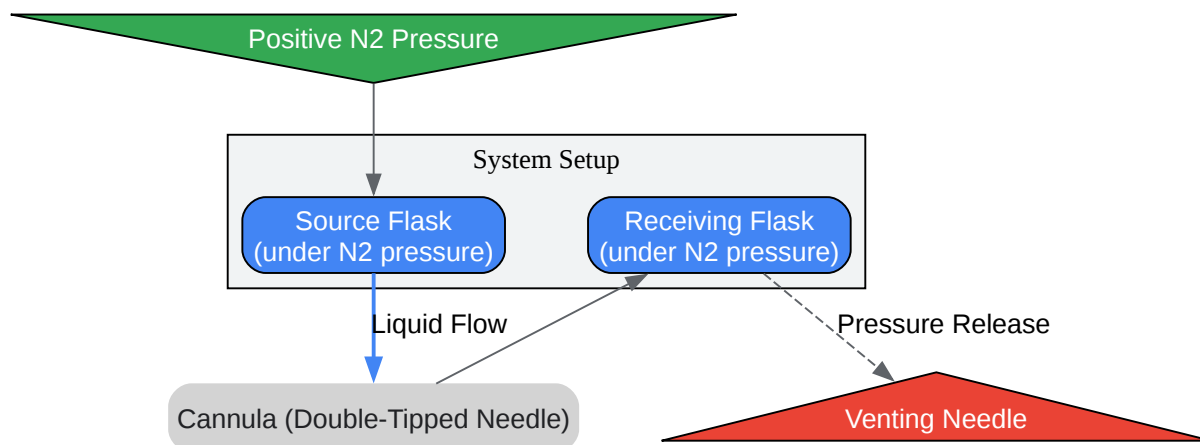 Positive N2 Pressure
System Setup
Source Flask
(under N2 pressure)
Receiving Flask
(under N2 pressure)
Liquid Flow
Pressure Release
Cannula (Double-Tipped Needle)
Venting Needle